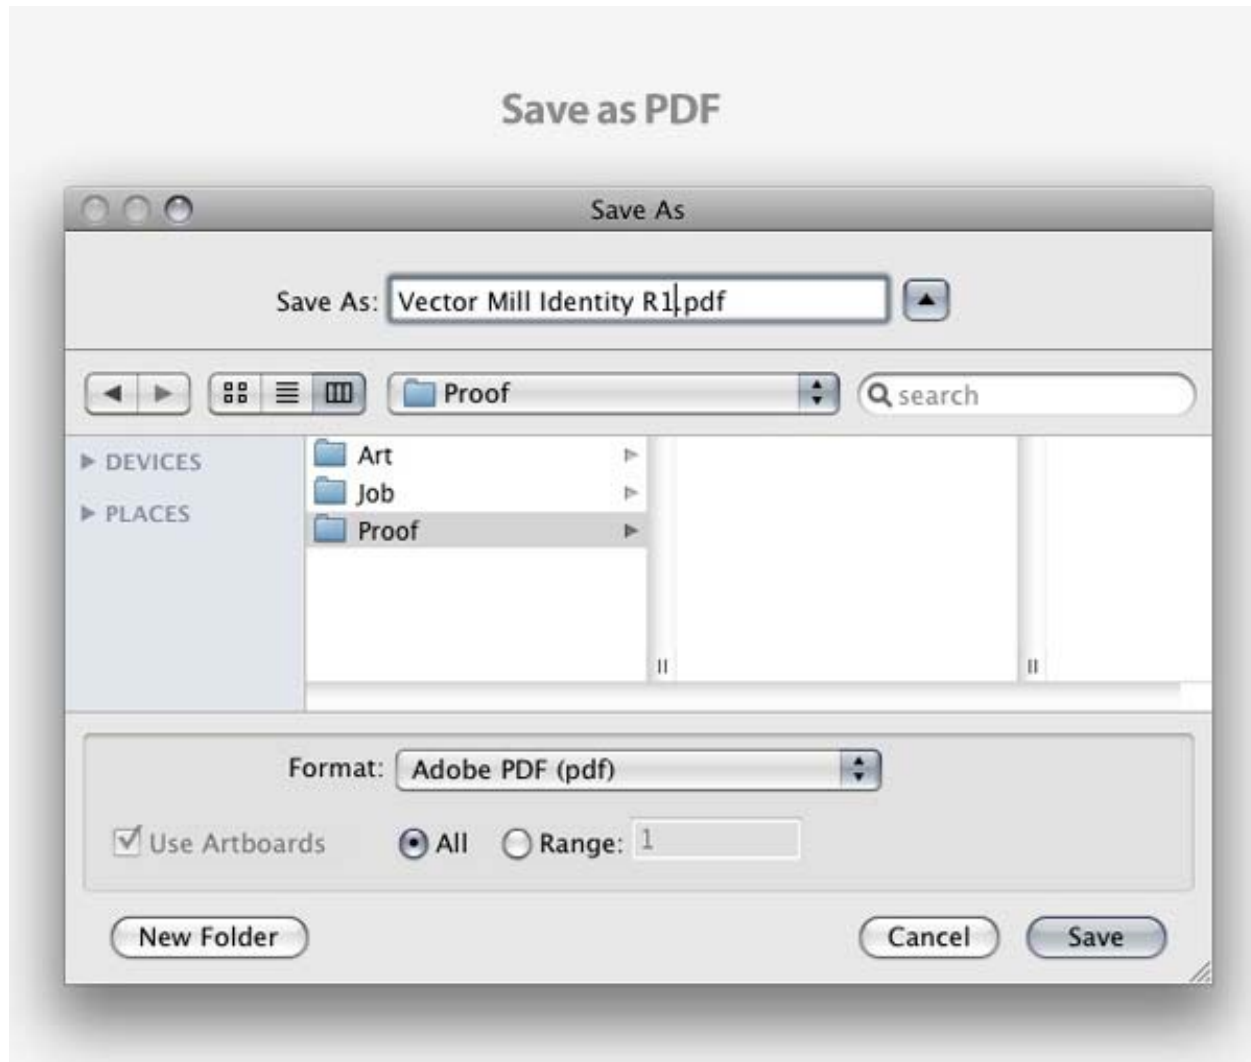 Save as PDF
Save As
Save As: Vector Mill Identity R1.pdf
Proof search
DEVICES
PLACES
Art
Job
Proof
Format: Adobe PDF (pdf)
Use Artboards All Range: 1
New Folder Cancel Save